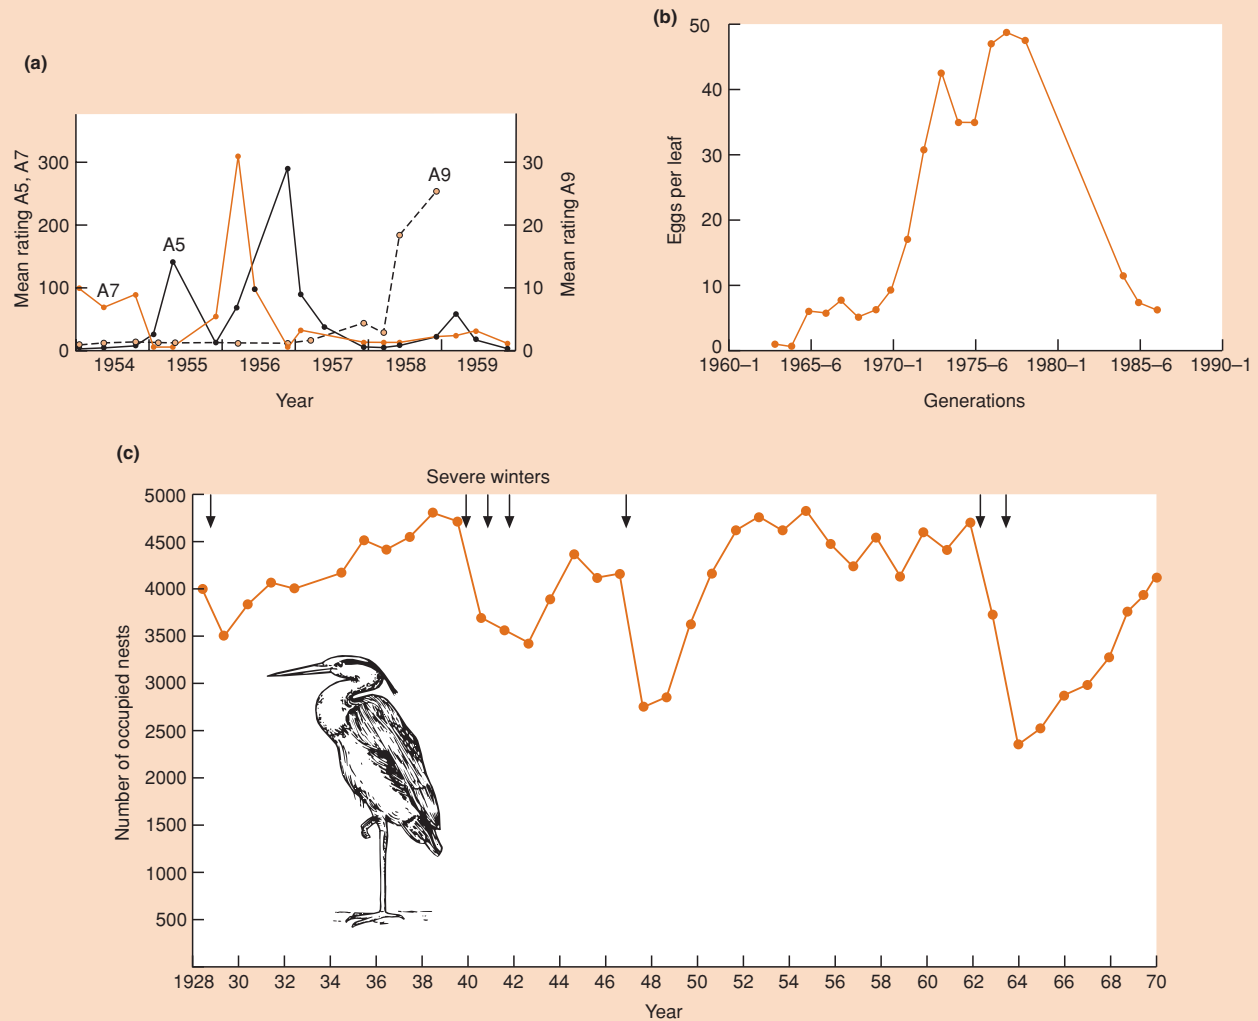 (a)
Mean rating A5, A7
300
200
100
0
A7
A5
A9
30
20
10
0
Mean rating A9
1954 1955 1956 1957 1958 1959
Year
(b)
Eggs per leaf
50
40
30
20
10
0
1960–1 1965–6 1970–1 1975–6 1980–1 1985–6 1990–1
Generations
(c)
Severe winters
Number of occupied nests
5000
4500
4000
3500
3000
2500
2000
1500
1000
500
1928 30 32 34 36 38 40 42 44 46 48 50 52 54 56 58 60 62 64 66 68 70
Year